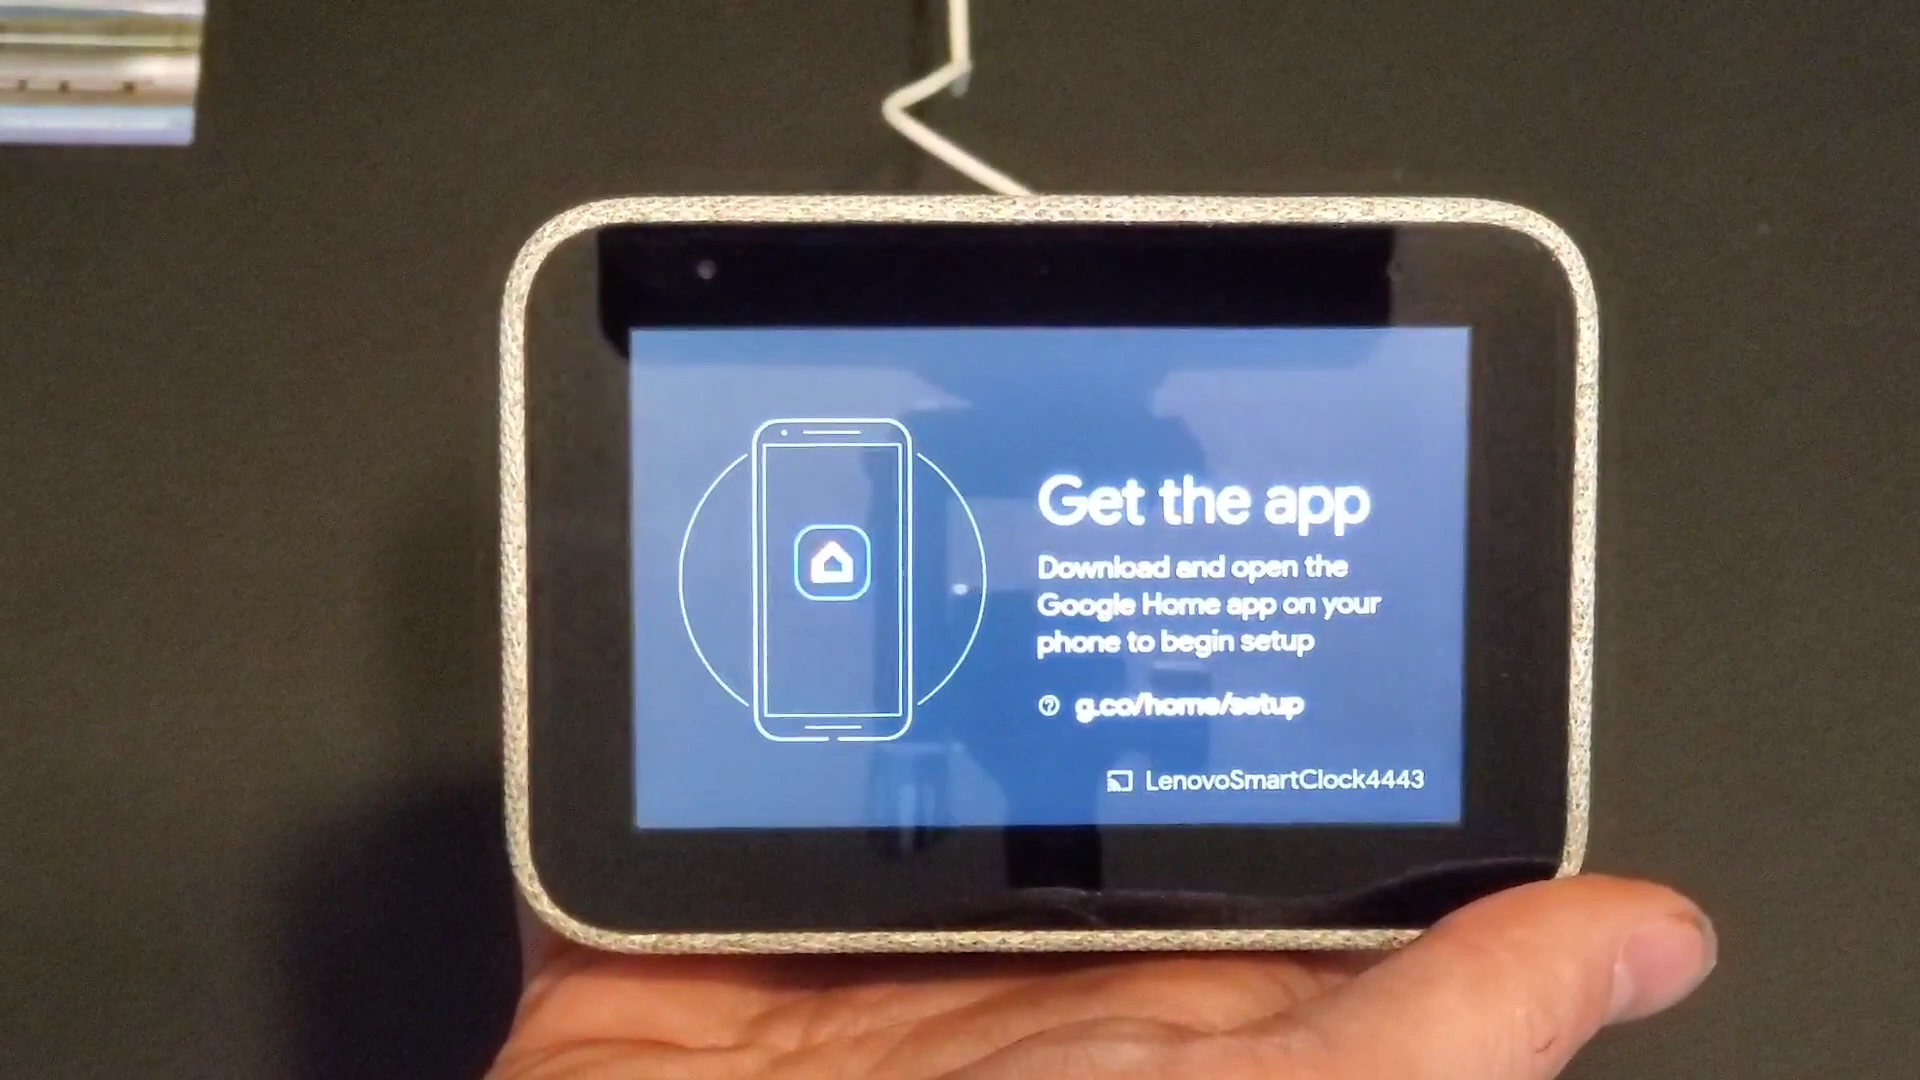 Get the app
Download and open the
Google Home app on your
phone to begin setup
g.co/home/setup
LenovoSmartClock4443